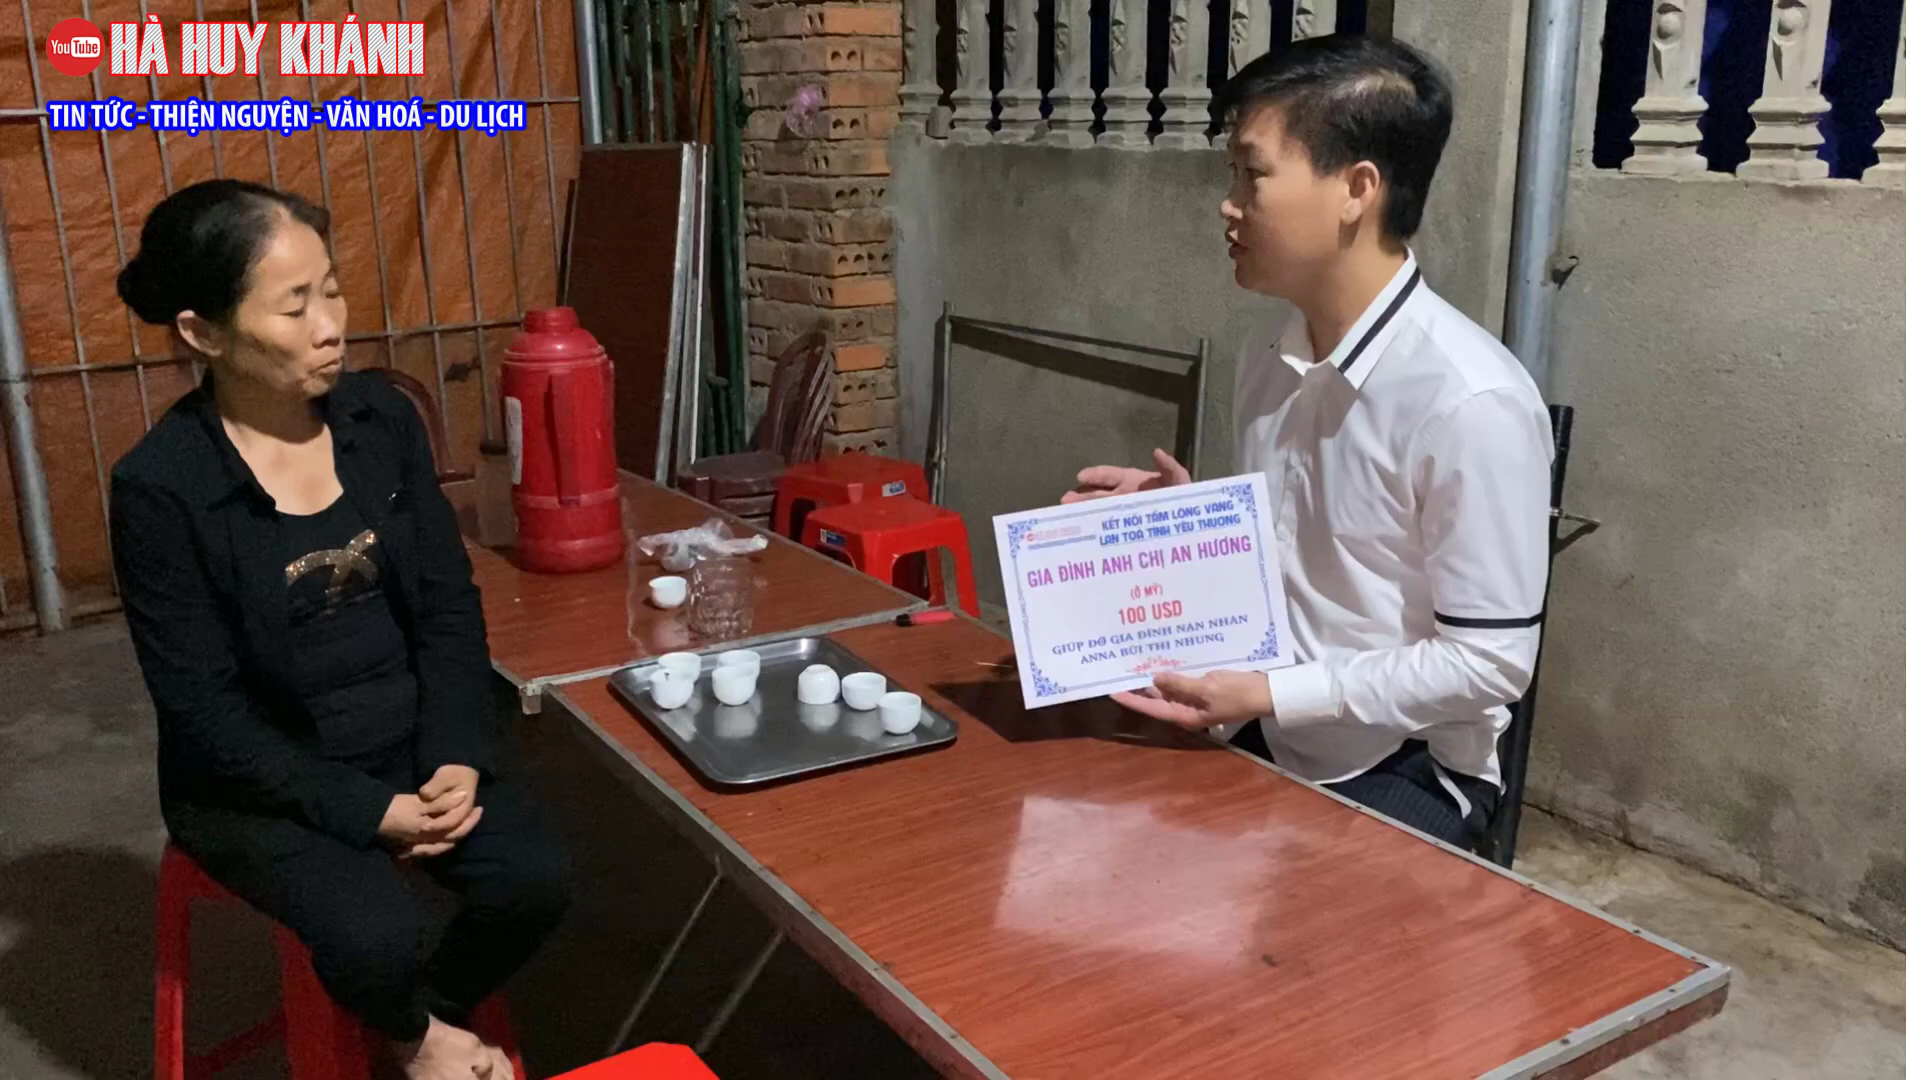 YouTube HÀ HUY KHÁNH
TIN TỨC - THIỆN NGUYỆN - VĂN HOÁ - DU LỊCH
KẾT NỐI TẤM LÒNG VÀNG
LAN TOẢ TÌNH YÊU THƯƠNG
GIA ĐÌNH ANH CHỊ AN HƯƠNG
(Ở MỸ)
100 USD
GIÚP ĐỠ GIA ĐÌNH NẠN NHÂN
ANNA BÙI THỊ NHUNG